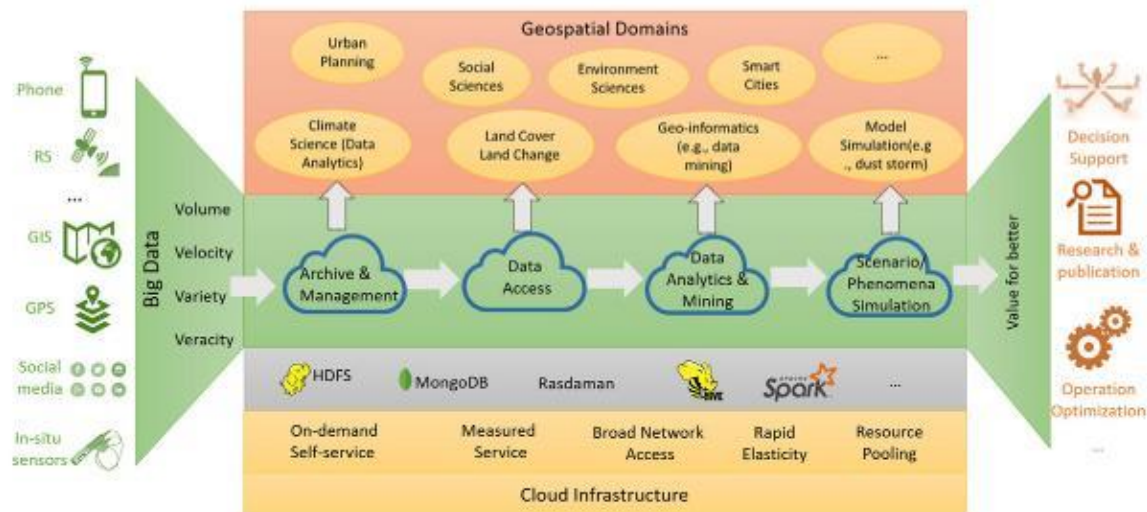 Geospatial Domains
Urban
Planning
Social
Sciences
Environment
Sciences
Smart
Cities
...
Climate
Science (Data
Analytics)
Land Cover
Land Change
Geo-informatics
(e.g., data
mining)
Model
Simulation(e.g
., dust storm)
Phone
RS
...
GIS
GPS
Social
media
In-situ
sensors
Big Data
Volume
Velocity
Variety
Veracity
Archive &
Management
Data
Access
Data
Analytics &
Mining
Scenario/
Phenomena
Simulation
Value for better
Decision
Support
Research &
publication
Operation
Optimization
...
HDFS
MongoDB
Rasdaman
HIVE
APACHE
Spark
...
On-demand
Self-service
Measured
Service
Broad Network
Access
Rapid
Elasticity
Resource
Pooling
Cloud Infrastructure